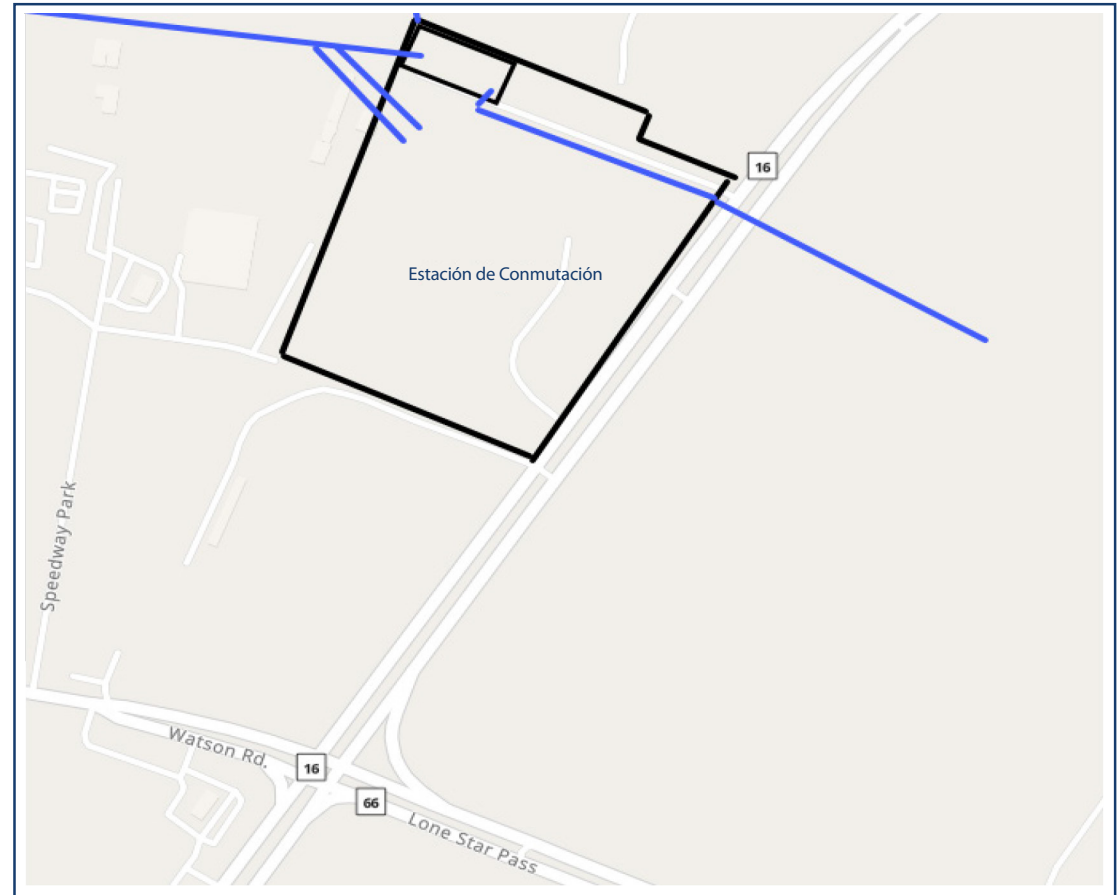 16
Estación de Conmutación
Speedway Park
Watson Rd.
16
66
Lone Star Pass